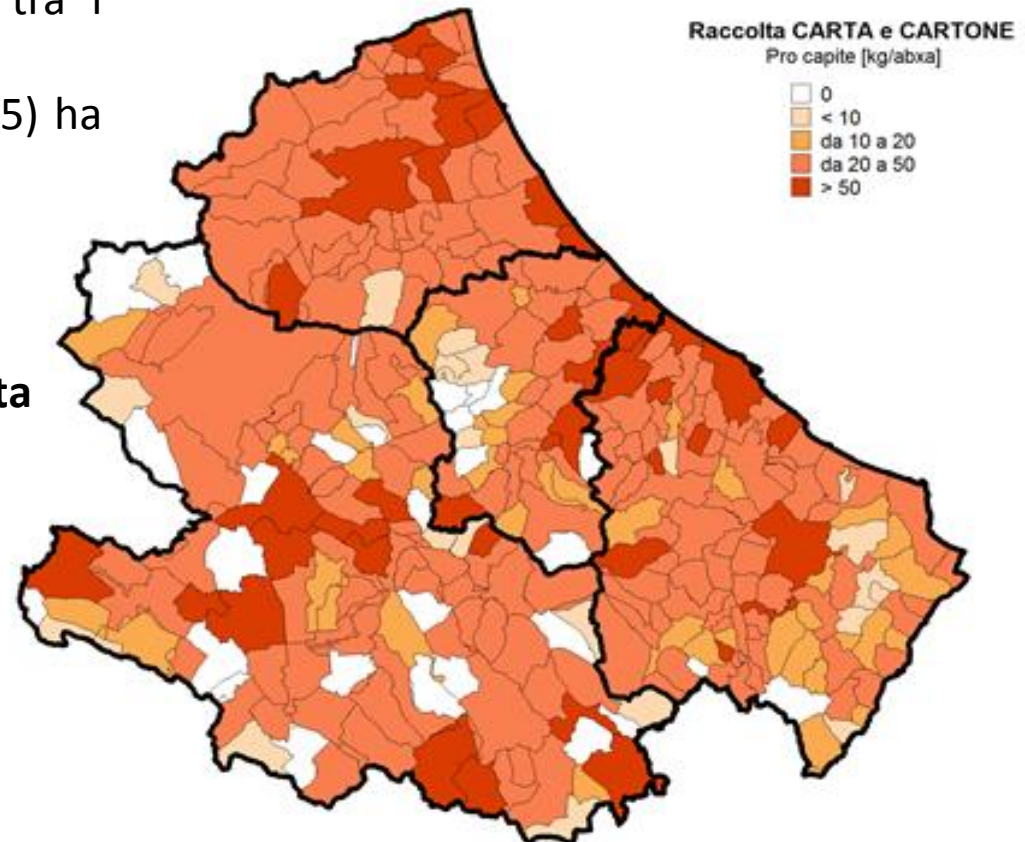 tra i
5) ha
ta
Raccolta CARTA e CARTONE
Pro capite [kg/abxa]
0
< 10
da 10 a 20
da 20 a 50
> 50